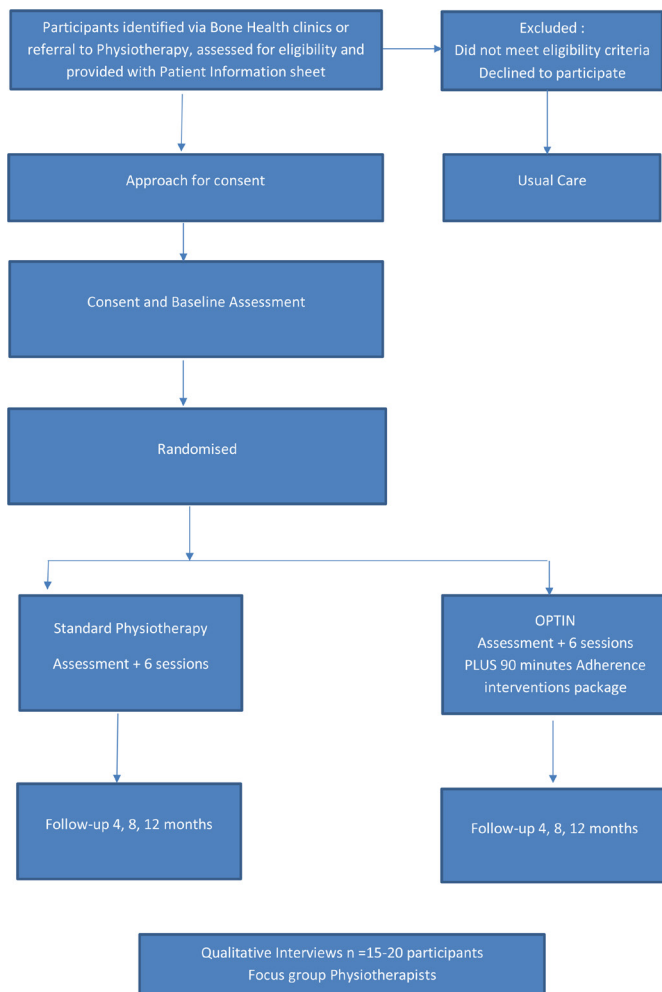 Participants identified via Bone Health clinics or
referral to Physiotherapy, assessed for eligibility and
provided with Patient Information sheet
Excluded :
Did not meet eligibility criteria
Declined to participate
Approach for consent
Usual Care
Consent and Baseline Assessment
Randomised
Standard Physiotherapy
Assessment + 6 sessions
OPTIN
Assessment + 6 sessions
PLUS 90 minutes Adherence
interventions package
Follow-up 4, 8, 12 months
Follow-up 4, 8, 12 months
Qualitative Interviews n =15-20 participants
Focus group Physiotherapists